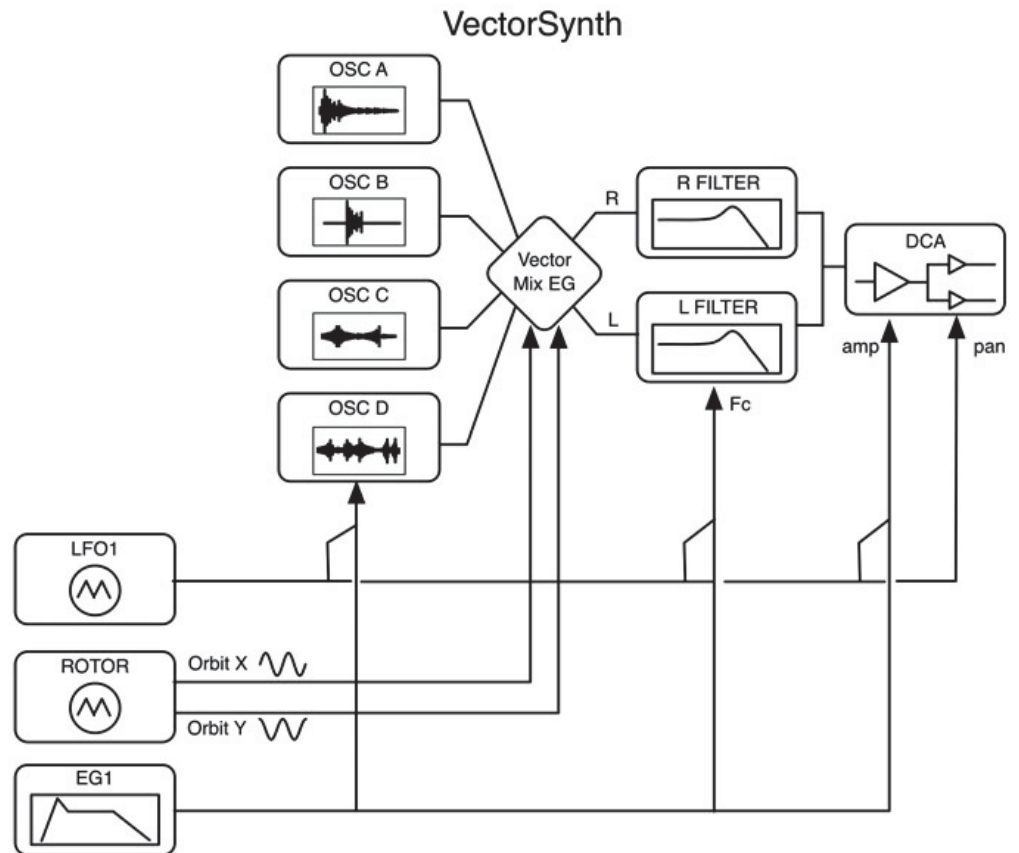 VectorSynth
OSC A
OSC B
OSC C
OSC D
Vector
Mix EG
R
L
R FILTER
L FILTER
DCA
amp
pan
Fc
LFO1
ROTOR
Orbit X
Orbit Y
EG1